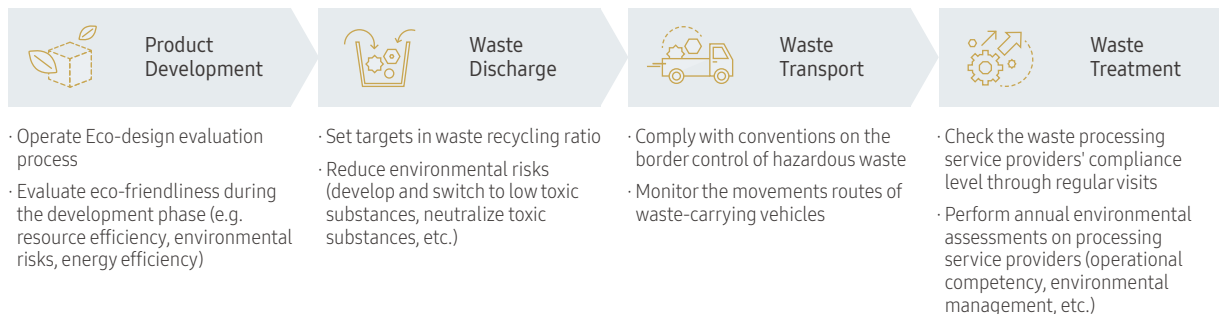 Product
Development
Waste
Discharge
Waste
Transport
Waste
Treatment
· Operate Eco-design evaluation
process
· Evaluate eco-friendliness during
the development phase (e.g.
resource efficiency, environmental
risks, energy efficiency)
· Set targets in waste recycling ratio
· Reduce environmental risks
(develop and switch to low toxic
substances, neutralize toxic
substances, etc.)
· Comply with conventions on the
border control of hazardous waste
· Monitor the movements routes of
waste-carrying vehicles
· Check the waste processing
service providers' compliance
level through regular visits
· Perform annual environmental
assessments on processing
service providers (operational
competency, environmental
management, etc.)